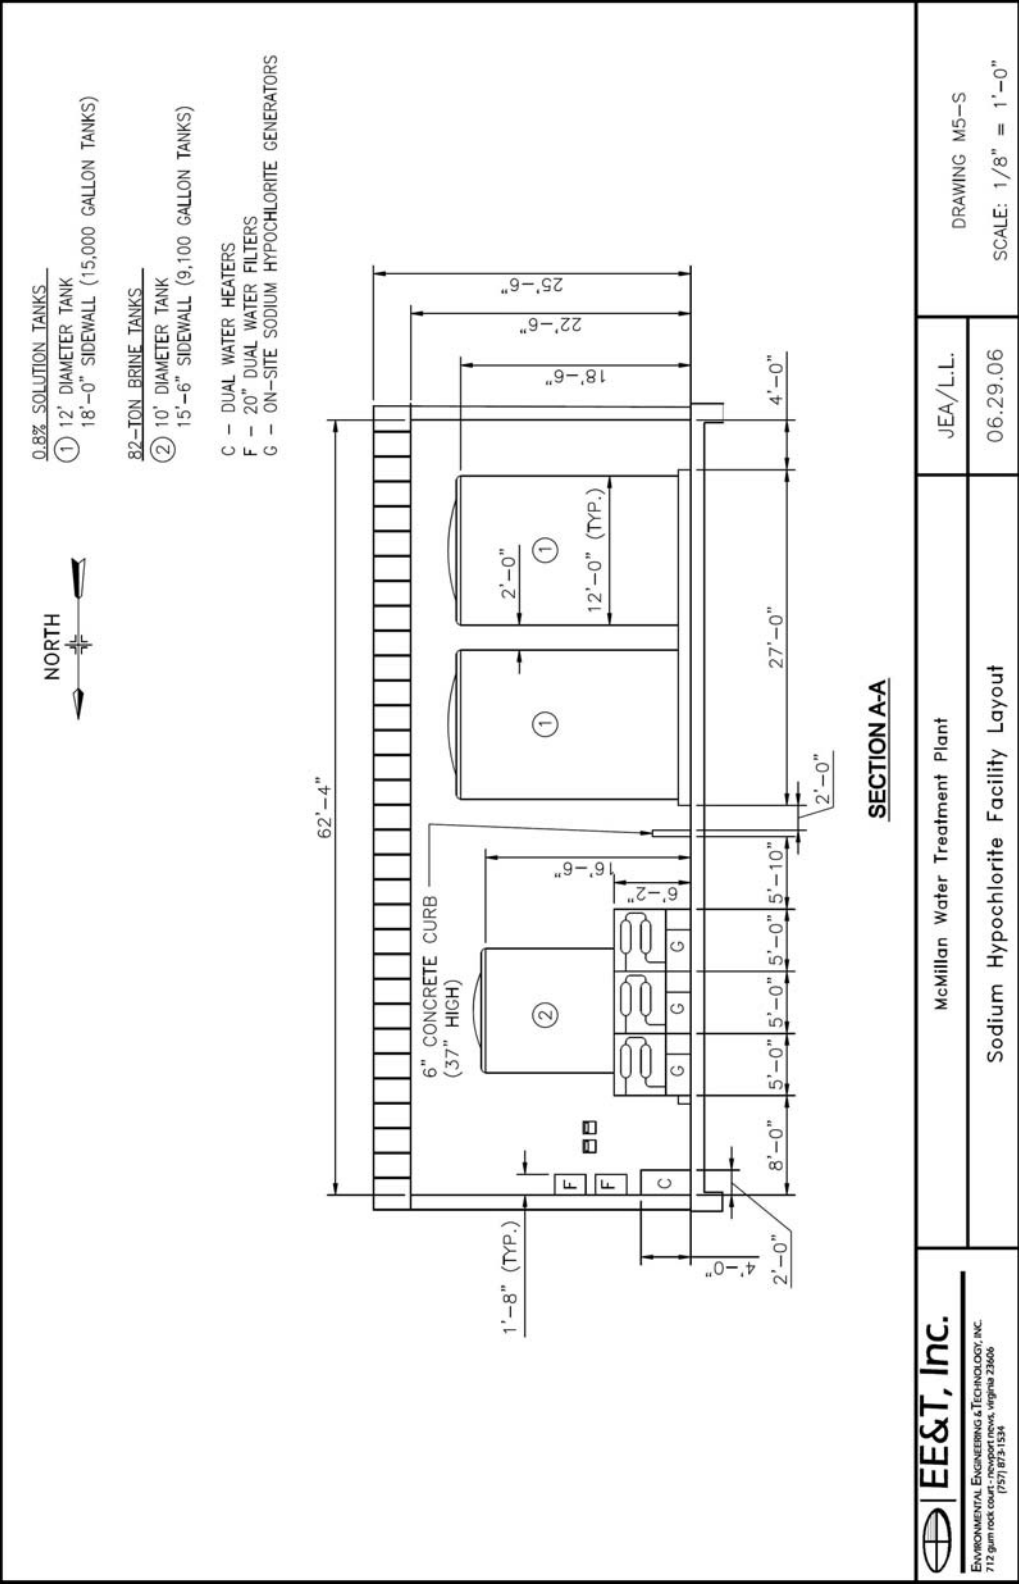 NORTH
0.8% SOLUTION TANKS
1 12' DIAMETER TANK
18'-0" SIDEWALL (15,000 GALLON TANKS)
82-TON BRINE TANKS
2 10' DIAMETER TANK
15'-6" SIDEWALL (9,100 GALLON TANKS)
C - DUAL WATER HEATERS
F - 20" DUAL WATER FILTERS
G - ON-SITE SODIUM HYPOCHLORITE GENERATORS
62'-4"
6" CONCRETE CURB
(37" HIGH)
1'-8" (TYP.)
F
F
C
2
G
G
G
16'-6"
6'-2"
1
1
2'-0"
12'-0" (TYP.)
18'-6"
22'-6"
25'-6"
4'-0"
2'-0"
8'-0"
5'-0"
5'-0"
5'-0"
5'-10"
2'-0"
27'-0"
4'-0"
SECTION A-A
EE&T, Inc.
ENVIRONMENTAL ENGINEERING & TECHNOLOGY, INC.
712 gum rock court - newport news, virginia 23606
(757) 873-1534
McMillan Water Treatment Plant
Sodium Hypochlorite Facility Layout
JEA/L.L.
06.29.06
DRAWING M5-S
SCALE: 1/8" = 1'-0"